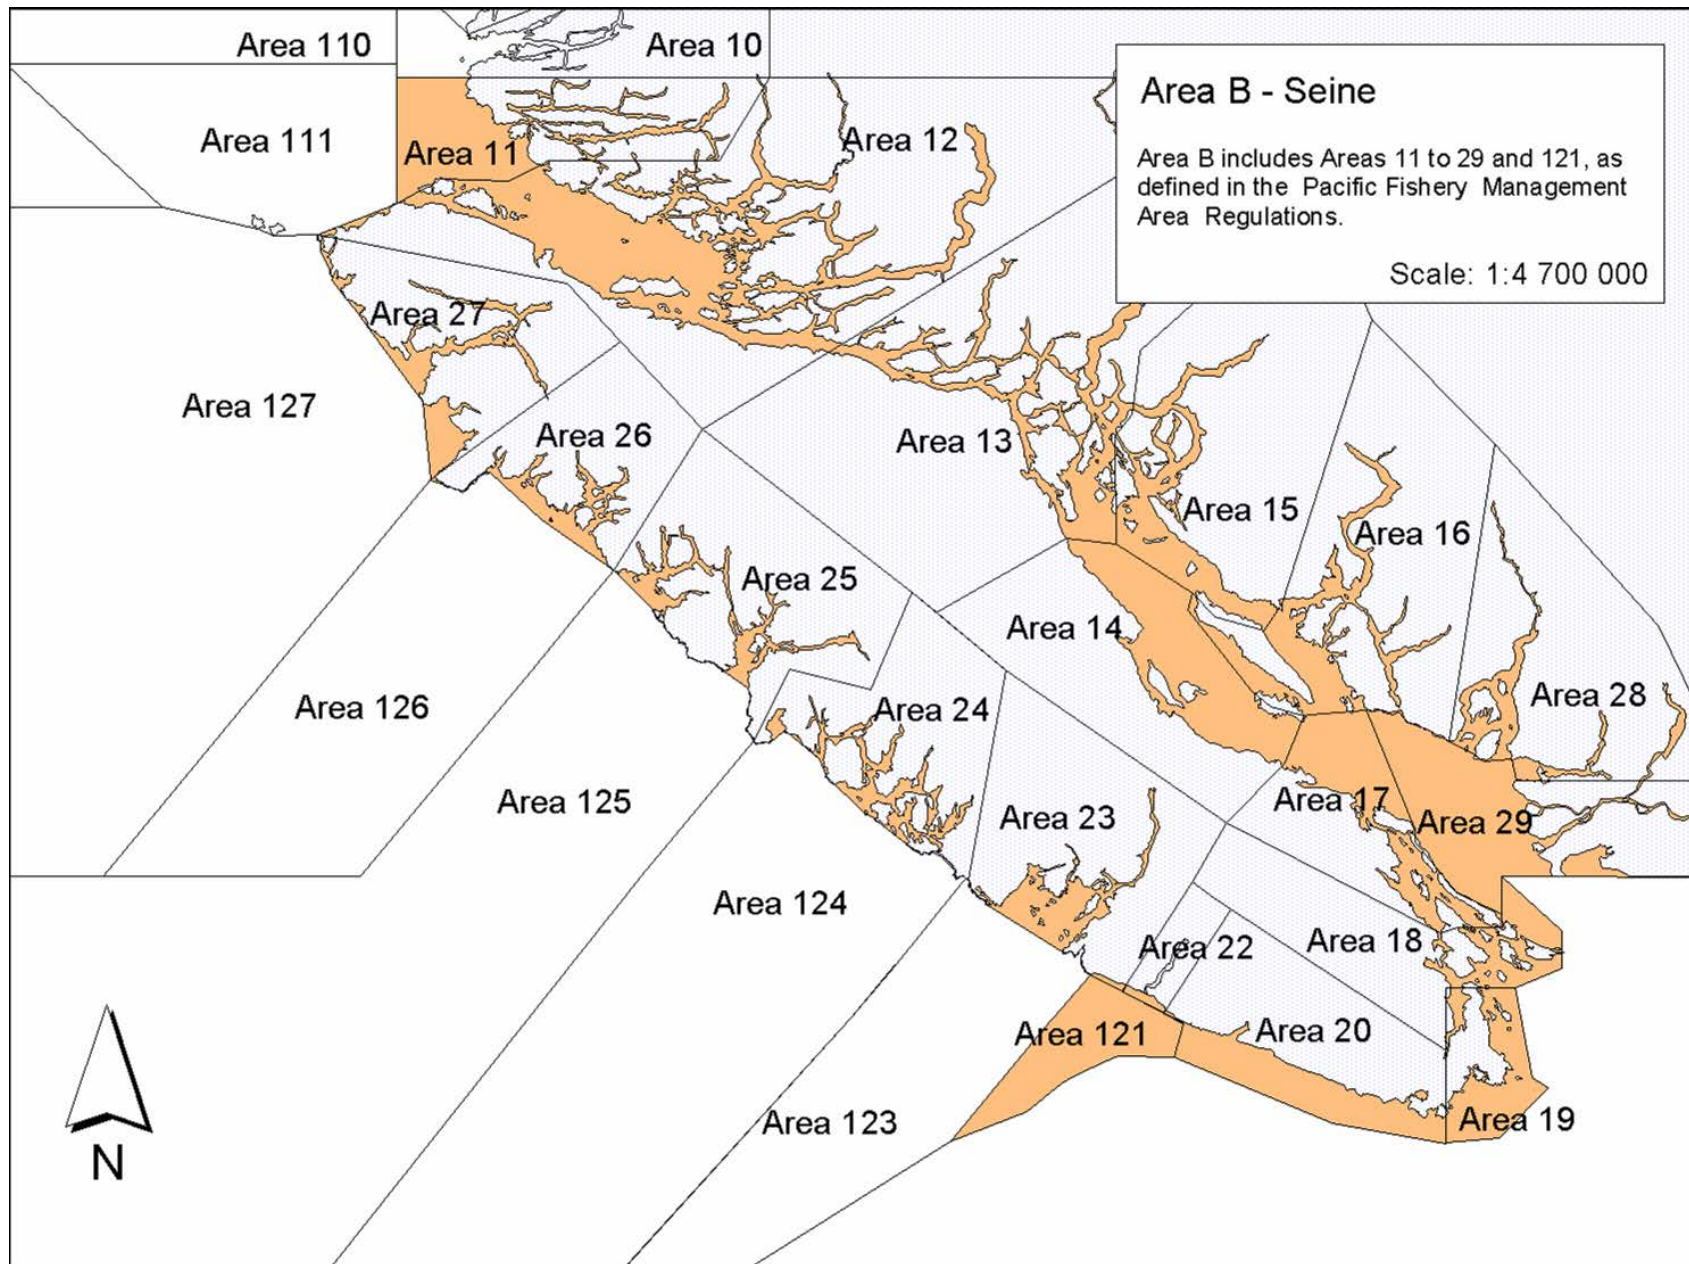 Area 110
Area 10
Area B - Seine
Area B includes Areas 11 to 29 and 121, as
defined in the Pacific Fishery Management
Area Regulations.
Scale: 1:4 700 000
Area 111
Area 11
Area 12
Area 27
Area 127
Area 26
Area 13
Area 15
Area 16
Area 25
Area 14
Area 126
Area 24
Area 28
Area 125
Area 23
Area 17
Area 29
Area 124
Area 22
Area 18
Area 121
Area 20
Area 123
Area 19
N